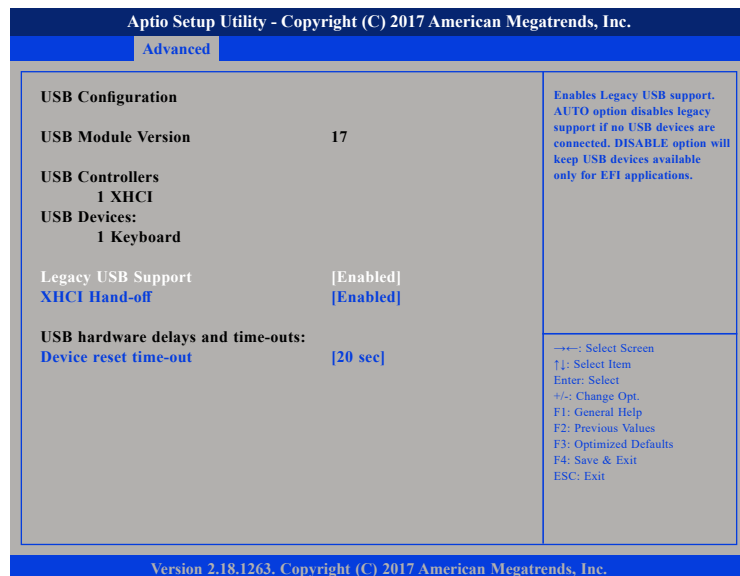 Aptio Setup Utility - Copyright (C) 2017 American Megatrends, Inc.
Advanced
USB Configuration
USB Module Version 17
USB Controllers
1 XHCI
USB Devices:
1 Keyboard
Legacy USB Support [Enabled]
XHCI Hand-off [Enabled]
USB hardware delays and time-outs:
Device reset time-out [20 sec]
Enables Legacy USB support.
AUTO option disables legacy
support if no USB devices are
connected. DISABLE option will
keep USB devices available
only for EFI applications.
→←: Select Screen
↑↓: Select Item
Enter: Select
+/-: Change Opt.
F1: General Help
F2: Previous Values
F3: Optimized Defaults
F4: Save & Exit
ESC: Exit
Version 2.18.1263. Copyright (C) 2017 American Megatrends, Inc.